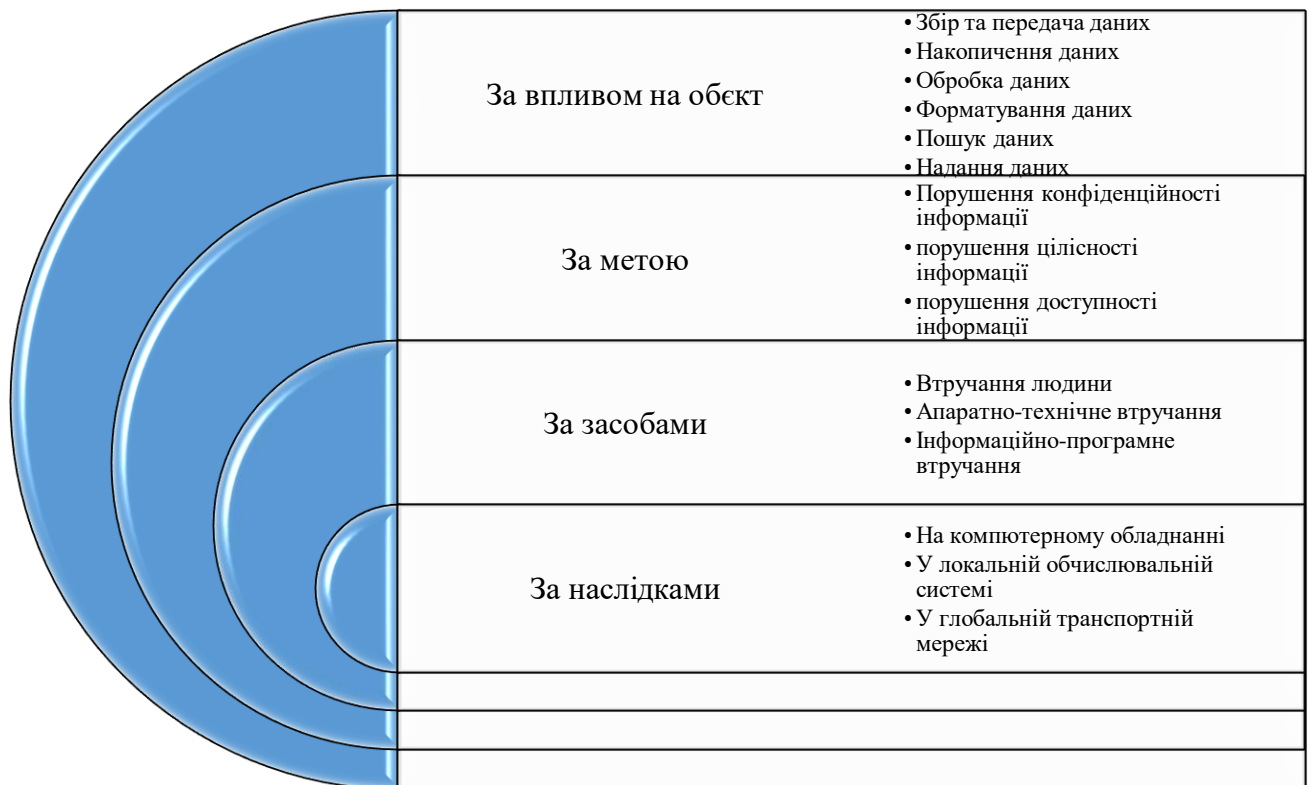 За впливом на обєкт
• Збір та передача даних
• Накопичення даних
• Обробка даних
• Форматування даних
• Пошук даних
• Надання даних
За метою
• Порушення конфіденційності
інформації
• порушення цілісності
інформації
• порушення доступності
інформації
За засобами
• Втручання людини
• Апаратно-технічне втручання
• Інформаційно-програмне
втручання
За наслідками
• На компютерному обладнанні
• У локальній обчислювальній
системі
• У глобальній транспортній
мережі